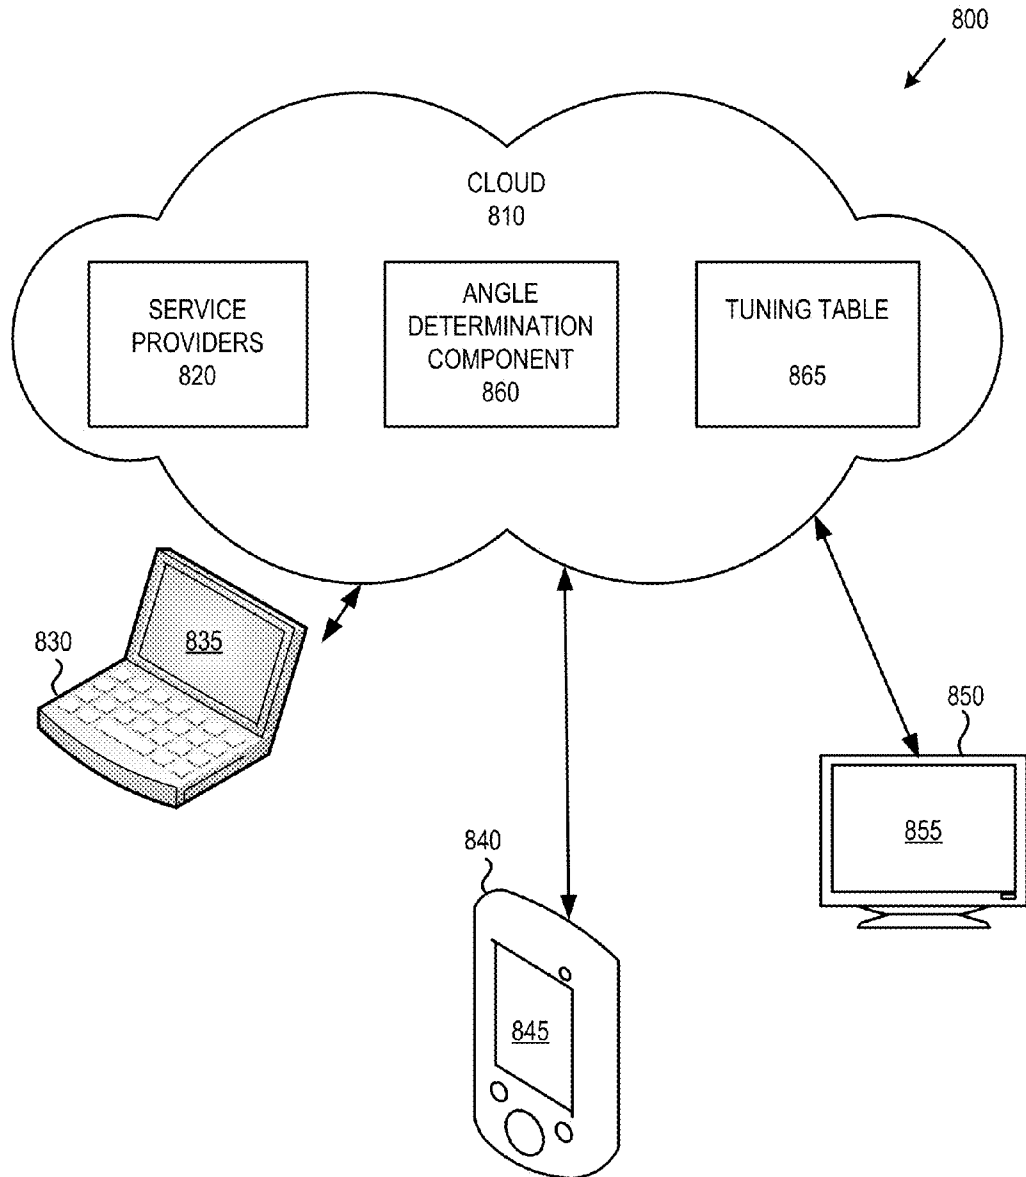 800
CLOUD
810
SERVICE
PROVIDERS
820
ANGLE
DETERMINATION
COMPONENT
860
TUNING TABLE
865
830
835
850
855
840
845